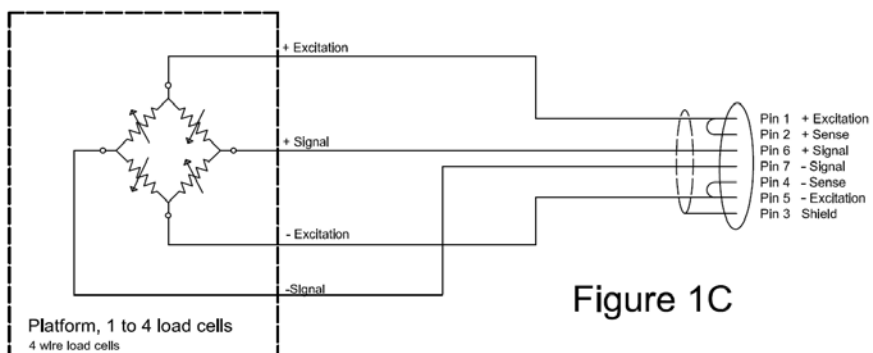 + Excitation
+ Signal
- Excitation
-Signal
Platform, 1 to 4 load cells
4 wire load cells
Pin 1 + Excitation
Pin 2 + Sense
Pin 6 + Signal
Pin 7 - Signal
Pin 4 - Sense
Pin 5 - Excitation
Pin 3 Shield
Figure 1C